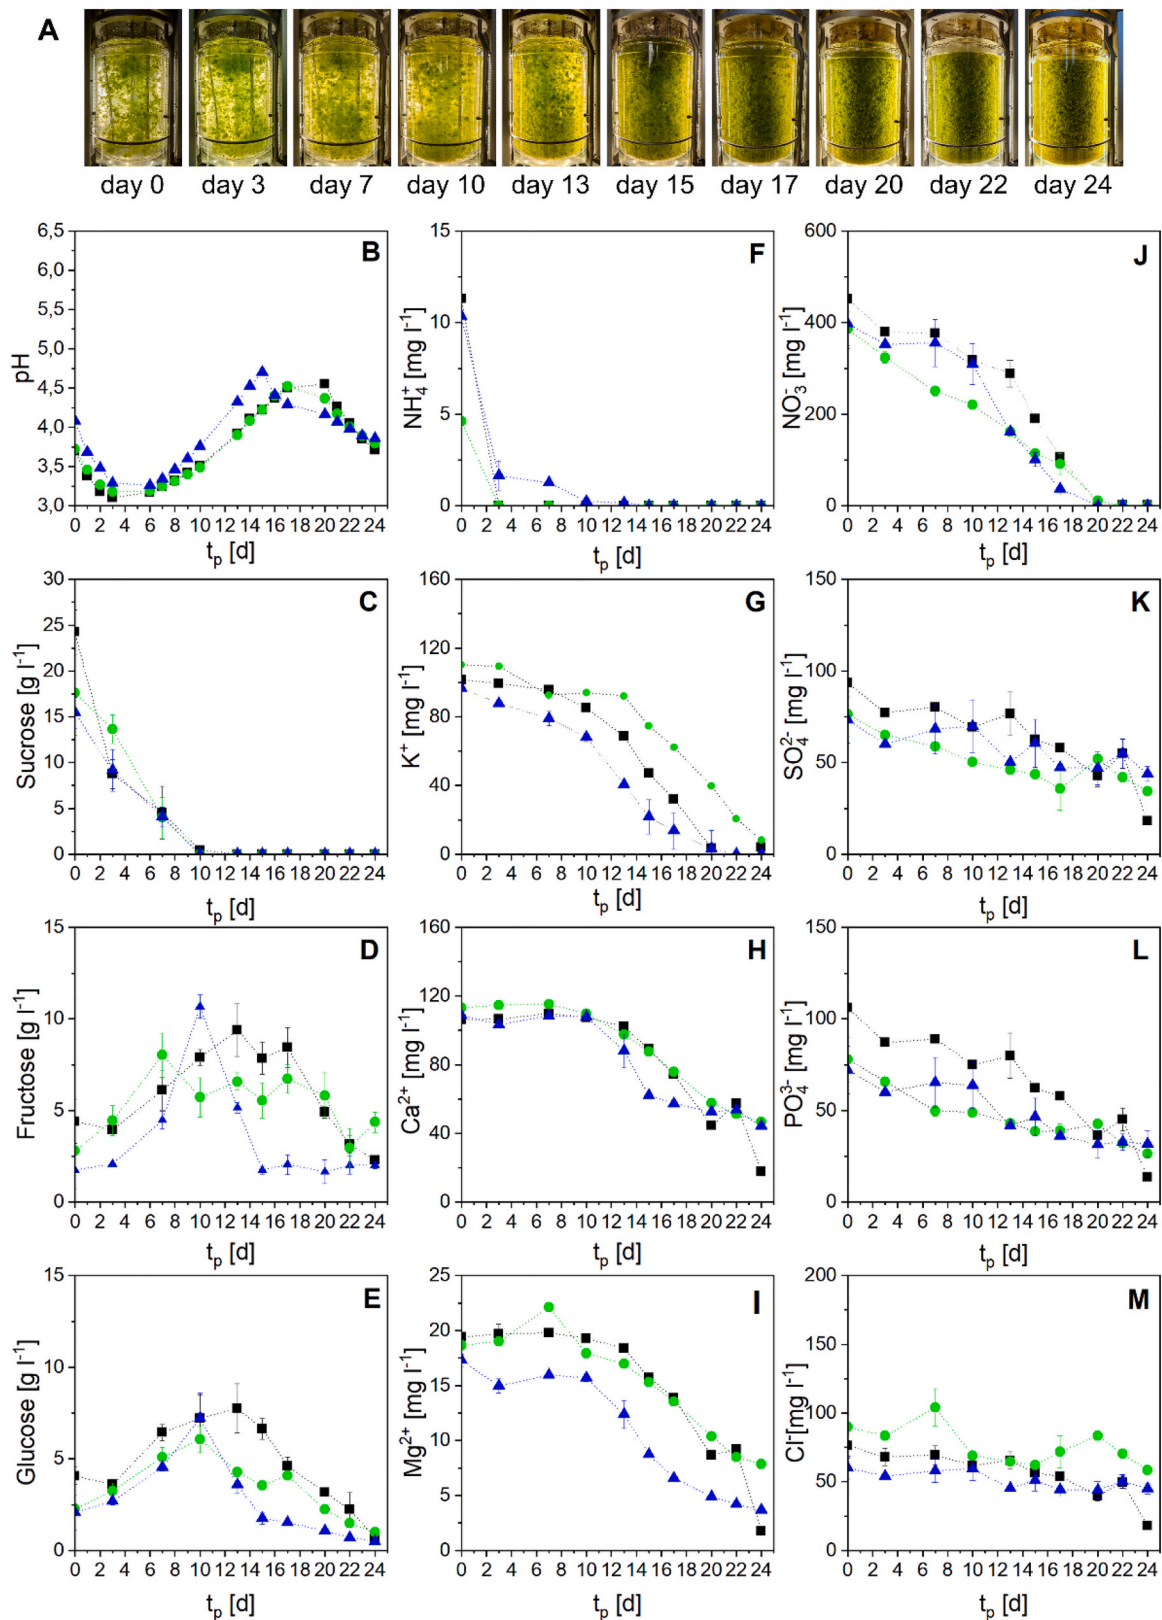 A
day 0 day 3 day 7 day 10 day 13 day 15 day 17 day 20 day 22 day 24
B
pH
6,5
6,0
5,5
5,0
4,5
4,0
3,5
3,0
0 2 4 6 8 10 12 14 16 18 20 22 24
tp [d]
F
NH4+ [mg l-1]
15
10
5
0
0 2 4 6 8 10 12 14 16 18 20 22 24
tp [d]
J
NO3- [mg l-1]
600
400
200
0
0 2 4 6 8 10 12 14 16 18 20 22 24
tp [d]
C
Sucrose [g l-1]
30
25
20
15
10
5
0
0 2 4 6 8 10 12 14 16 18 20 22 24
tp [d]
G
K+ [mg l-1]
160
120
80
40
0
0 2 4 6 8 10 12 14 16 18 20 22 24
tp [d]
K
SO42- [mg l-1]
150
100
50
0
0 2 4 6 8 10 12 14 16 18 20 22 24
tp [d]
D
Fructose [g l-1]
15
10
5
0
0 2 4 6 8 10 12 14 16 18 20 22 24
tp [d]
H
Ca2+ [mg l-1]
160
120
80
40
0
0 2 4 6 8 10 12 14 16 18 20 22 24
tp [d]
L
PO43- [mg l-1]
150
100
50
0
0 2 4 6 8 10 12 14 16 18 20 22 24
tp [d]
E
Glucose [g l-1]
15
10
5
0
0 2 4 6 8 10 12 14 16 18 20 22 24
tp [d]
I
Mg2+ [mg l-1]
25
20
15
10
5
0
0 2 4 6 8 10 12 14 16 18 20 22 24
tp [d]
M
Cl-[mg l-1]
200
150
100
50
0
0 2 4 6 8 10 12 14 16 18 20 22 24
tp [d]